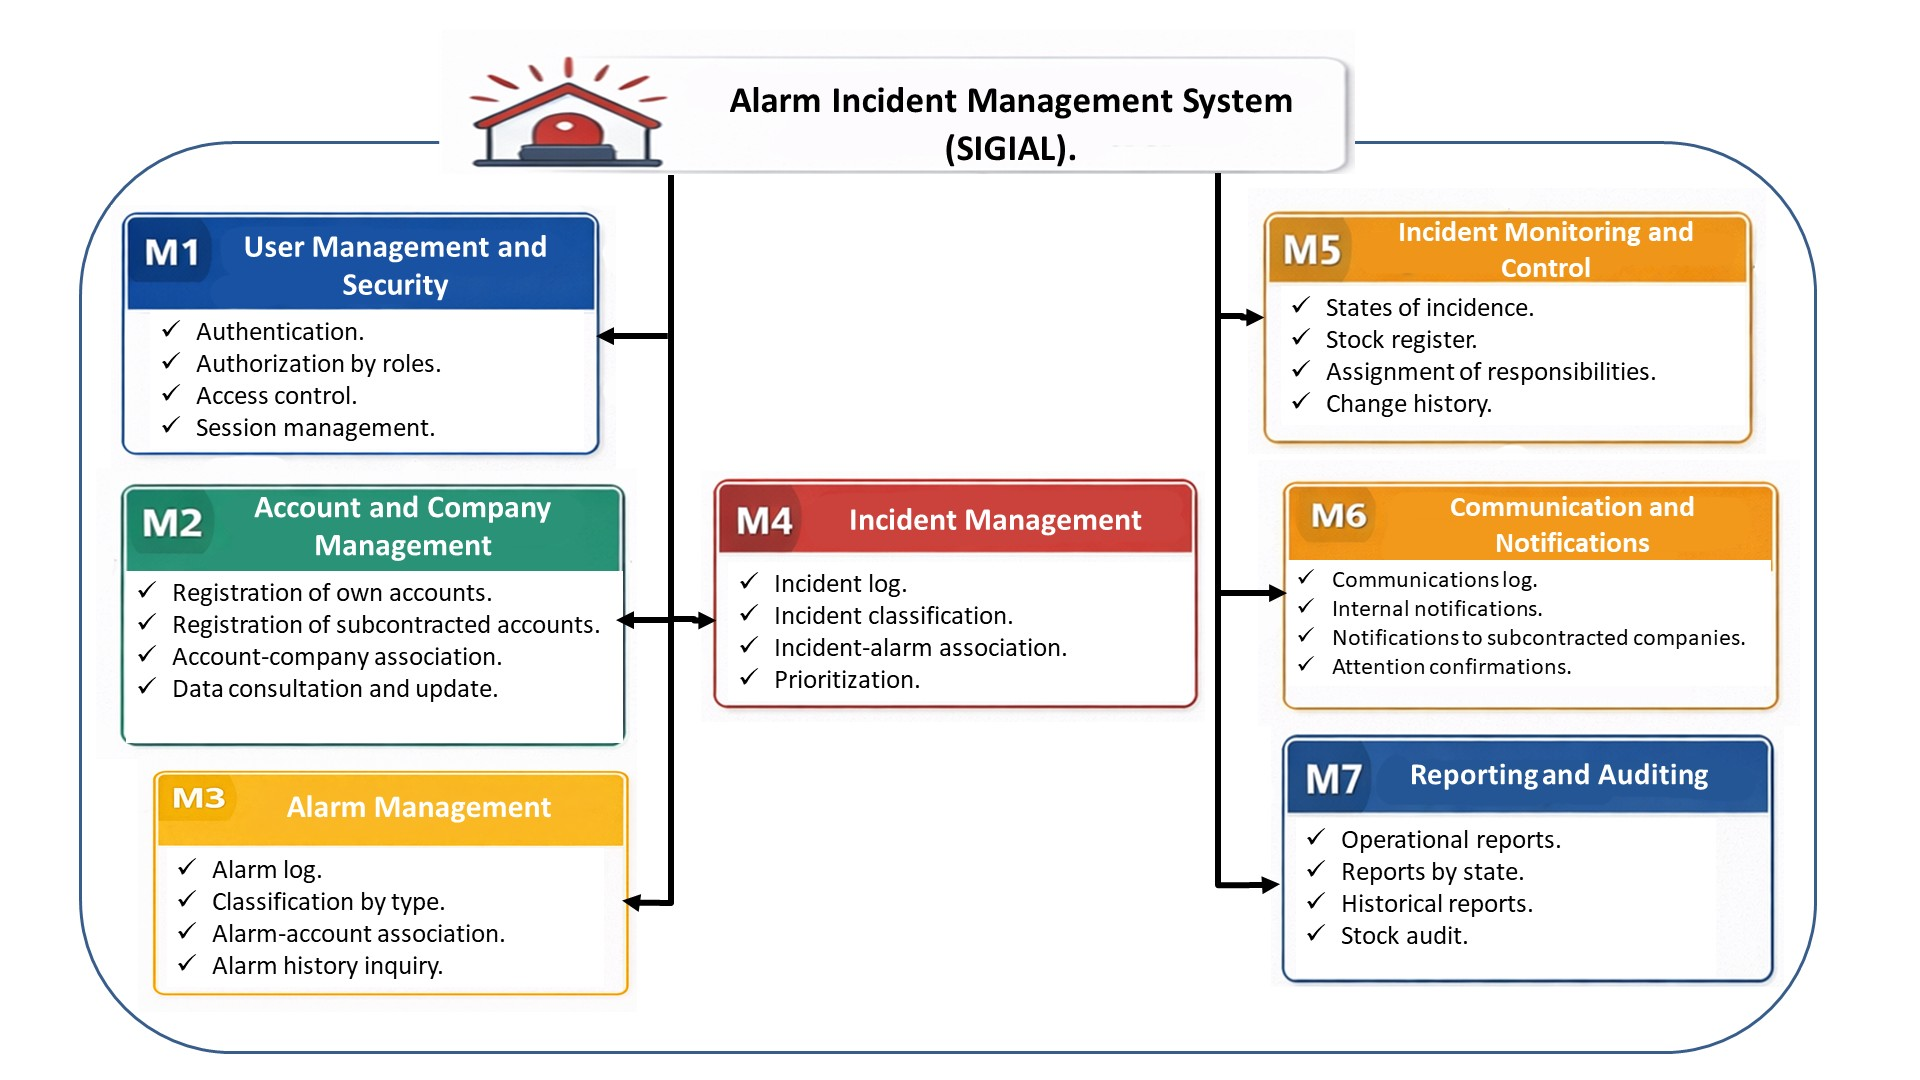 Alarm Incident Management System
(SIGIAL).
M1
User Management and
Security
✓ Authentication.
✓ Authorization by roles.
✓ Access control.
✓ Session management.
M2
Account and Company
Management
✓ Registration of own accounts.
✓ Registration of subcontracted accounts.
✓ Account-company association.
✓ Data consultation and update.
M3
Alarm Management
✓ Alarm log.
✓ Classification by type.
✓ Alarm-account association.
✓ Alarm history inquiry.
M4
Incident Management
✓ Incident log.
✓ Incident classification.
✓ Incident-alarm association.
✓ Prioritization.
M5
Incident Monitoring and
Control
✓ States of incidence.
✓ Stock register.
✓ Assignment of responsibilities.
✓ Change history.
M6
Communication and
Notifications
✓ Communications log.
✓ Internal notifications.
✓ Notifications to subcontracted companies.
✓ Attention confirmations.
M7
Reporting and Auditing
✓ Operational reports.
✓ Reports by state.
✓ Historical reports.
✓ Stock audit.